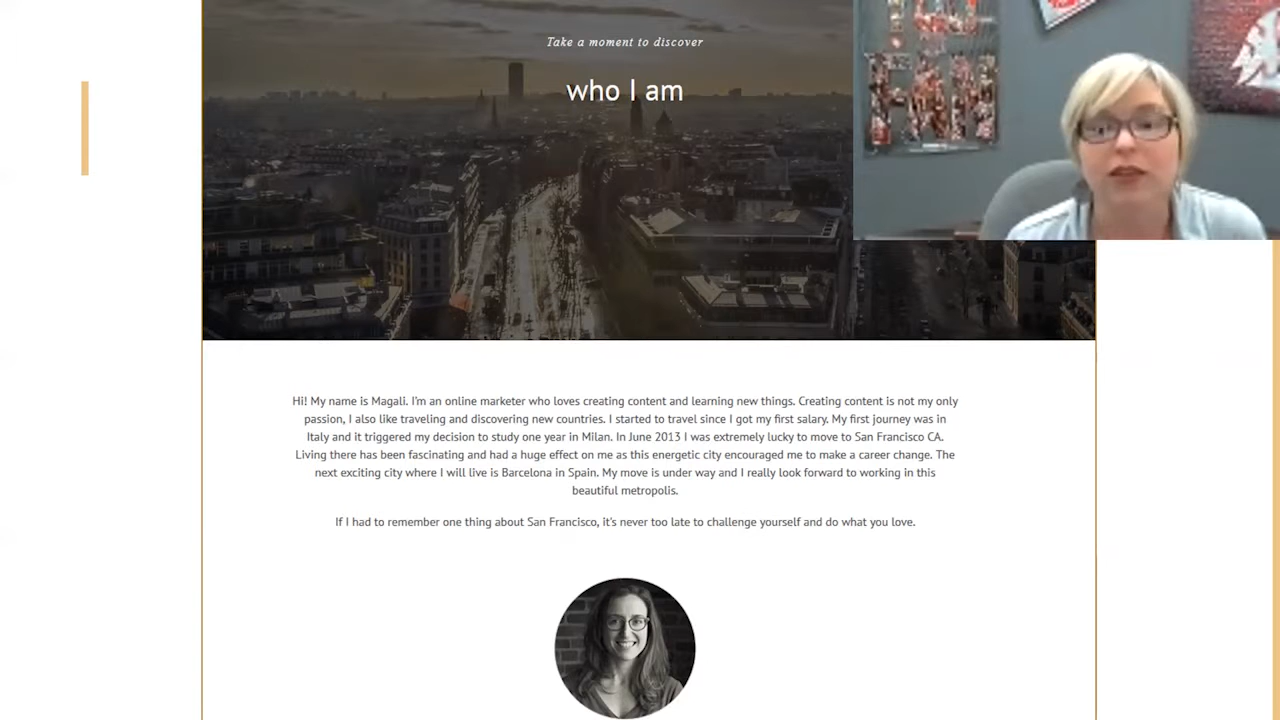 Take a moment to discover
who I am
Hi! My name is Magali. I'm an online marketer who loves creating content and learning new things. Creating content is not my only
passion, I also like traveling and discovering new countries. I started to travel since I got my first salary. My first journey was in
Italy and it triggered my decision to study one year in Milan. In June 2013 I was extremely lucky to move to San Francisco CA.
Living there has been fascinating and had a huge effect on me as this energetic city encouraged me to make a career change. The
next exciting city where I will live is Barcelona in Spain. My move is under way and I really look forward to working in this
beautiful metropolis.
If I had to remember one thing about San Francisco, it's never too late to challenge yourself and do what you love.